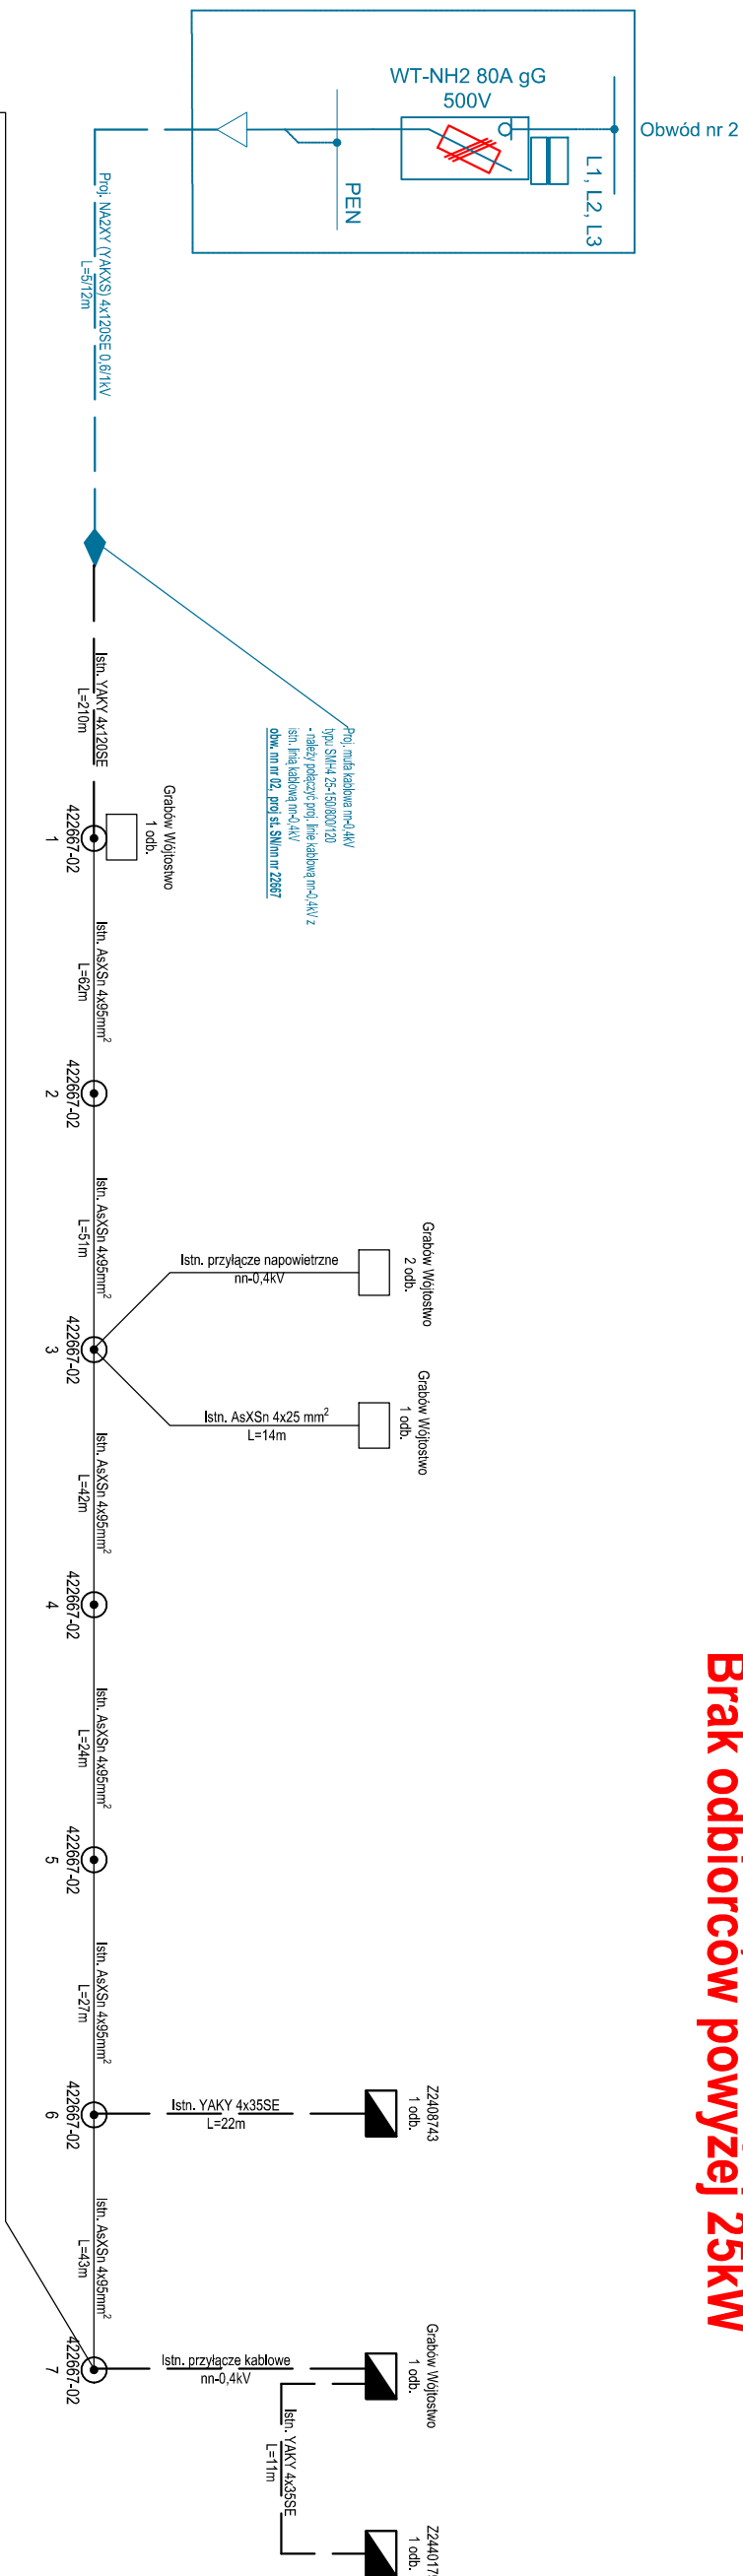 WT-NH2 80A gG
500V
Obwód nr 2
L1, L2, L3
PEN
Proj. NA2XY (YAKXS) 4x120SE 0,6/1kV
L=5/12m
Proj. mufa kablowa nn-0,4kV
typu SMH4 25-150/800/120
- należy połączyć proj. linie kablową nn-0,4kV z
istn. linią kablową nn-0,4kV
obw. nn nr 02, proj st. SN/nn nr 22667
Istn. YAKY 4x120SE
L=210m
Grabów Wójtostwo
1 odb.
422667-02
1
Istn. AsXSn 4x95mm²
L=62m
422667-02
2
Istn. AsXSn 4x95mm²
L=51m
Grabów Wójtostwo
2 odb.
Istn. przyłącze napowietrzne
nn-0,4kV
422667-02
3
Grabów Wójtostwo
1 odb.
Istn. AsXSn 4x25 mm²
L=14m
Istn. AsXSn 4x95mm²
L=42m
422667-02
4
Istn. AsXSn 4x95mm²
L=24m
422667-02
5
Brak odbiorców powyżej 25kW
Istn. AsXSn 4x95mm²
L=27m
Z2408743
1 odb.
Istn. YAKY 4x35SE
L=22m
422667-02
6
Istn. AsXSn 4x95mm²
L=43m
Grabów Wójtostwo
1 odb.
Istn. przyłącze kablowe
nn-0,4kV
422667-02
7
Istn. YAKY 4x35SE
L=11m
1 odb.